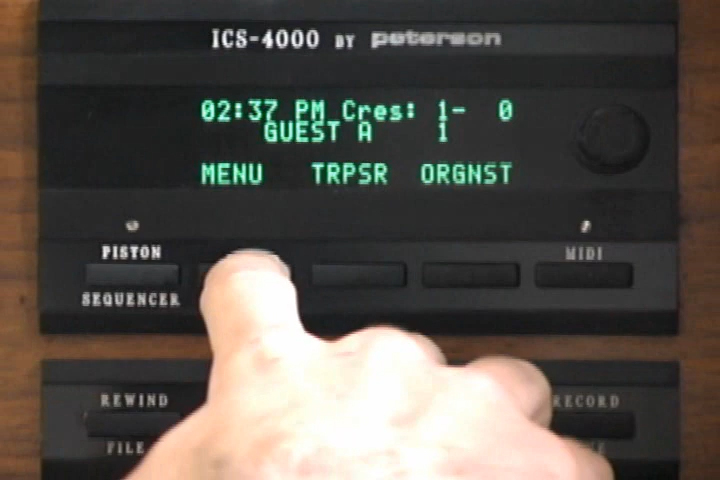 ICS-4000 BY peterson
02:37 PM Cres: 1- 0
GUEST A 1
MENU TRPSR ORGNST
PISTON MIDI
SEQUENCER
REWIND RECORD
FILE